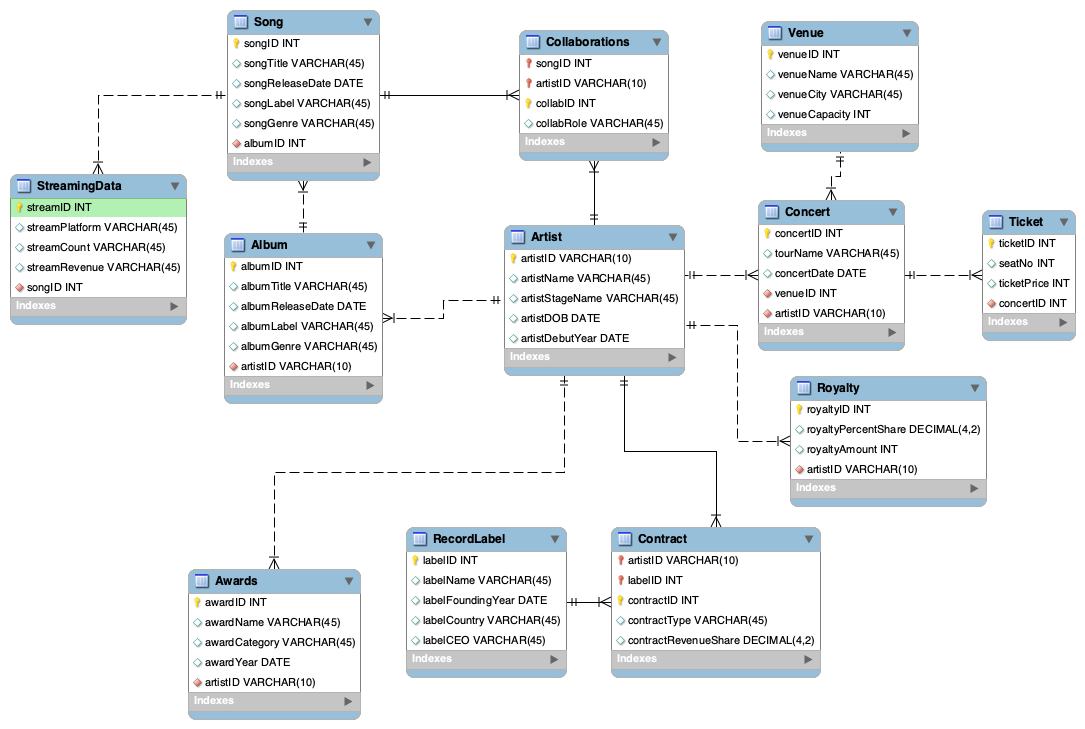 Song
songID INT
songTitle VARCHAR(45)
songReleaseDate DATE
songLabel VARCHAR(45)
songGenre VARCHAR(45)
albumID INT
Indexes
Collaborations
songID INT
artistID VARCHAR(10)
collabID INT
collabRole VARCHAR(45)
Indexes
Venue
venueID INT
venueName VARCHAR(45)
venueCity VARCHAR(45)
venueCapacity INT
Indexes
StreamingData
streamID INT
streamPlatform VARCHAR(45)
streamCount VARCHAR(45)
streamRevenue VARCHAR(45)
songID INT
Indexes
Album
albumID INT
albumTitle VARCHAR(45)
albumReleaseDate DATE
albumLabel VARCHAR(45)
albumGenre VARCHAR(45)
artistID VARCHAR(10)
Indexes
Artist
artistID VARCHAR(10)
artistName VARCHAR(45)
artistStageName VARCHAR(45)
artistDOB DATE
artistDebutYear DATE
Indexes
Concert
concertID INT
tourName VARCHAR(45)
concertDate DATE
venueID INT
artistID VARCHAR(10)
Indexes
Ticket
ticketID INT
seatNo INT
ticketPrice INT
concertID INT
Indexes
Royalty
royaltyID INT
royaltyPercentShare DECIMAL(4,2)
royaltyAmount INT
artistID VARCHAR(10)
Indexes
Awards
awardID INT
awardName VARCHAR(45)
awardCategory VARCHAR(45)
awardYear DATE
artistID VARCHAR(10)
Indexes
RecordLabel
labelID INT
labelName VARCHAR(45)
labelFoundingYear DATE
labelCountry VARCHAR(45)
labelCEO VARCHAR(45)
Indexes
Contract
artistID VARCHAR(10)
labelID INT
contractID INT
contractType VARCHAR(45)
contractRevenueShare DECIMAL(4,2)
Indexes